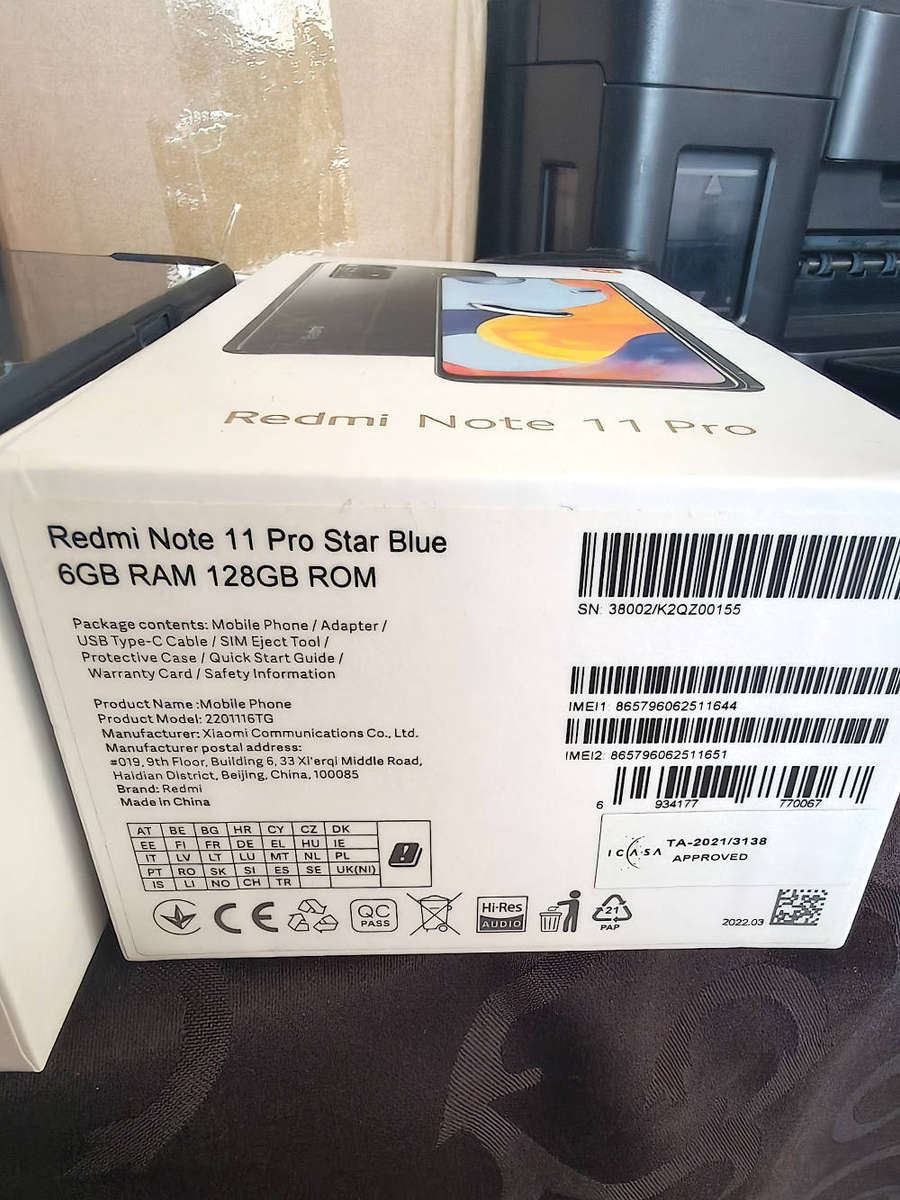 Redmi Note 11 Pro
Redmi Note 11 Pro Star Blue
6GB RAM 128GB ROM
Package contents: Mobile Phone / Adapter /
USB Type-C Cable / SIM Eject Tool /
Protective Case / Quick Start Guide /
Warranty Card / Safety Information
Product Name :Mobile Phone
Product Model: 2201116TG
Manufacturer: Xiaomi Communications Co., Ltd.
Manufacturer postal address:
#019, 9th Floor, Building 6, 33 Xi'erqi Middle Road,
Haidian District, Beijing, China, 100085
Brand: Redmi
Made in China
AT BE BG HR CY CZ DK
EE FI FR DE EL HU IE
IT LV LT LU MT NL PL
PT RO SK SI ES SE UK(NI)
IS LI NO CH TR
CE
QC
PASS
Hi-Res
AUDIO
21
PAP
SN: 38002/K2QZ00155
IMEI1: 865796062511644
IMEI2: 865796062511651
6 934177 770067
ICASA
TA-2021/3138
APPROVED
2022.03